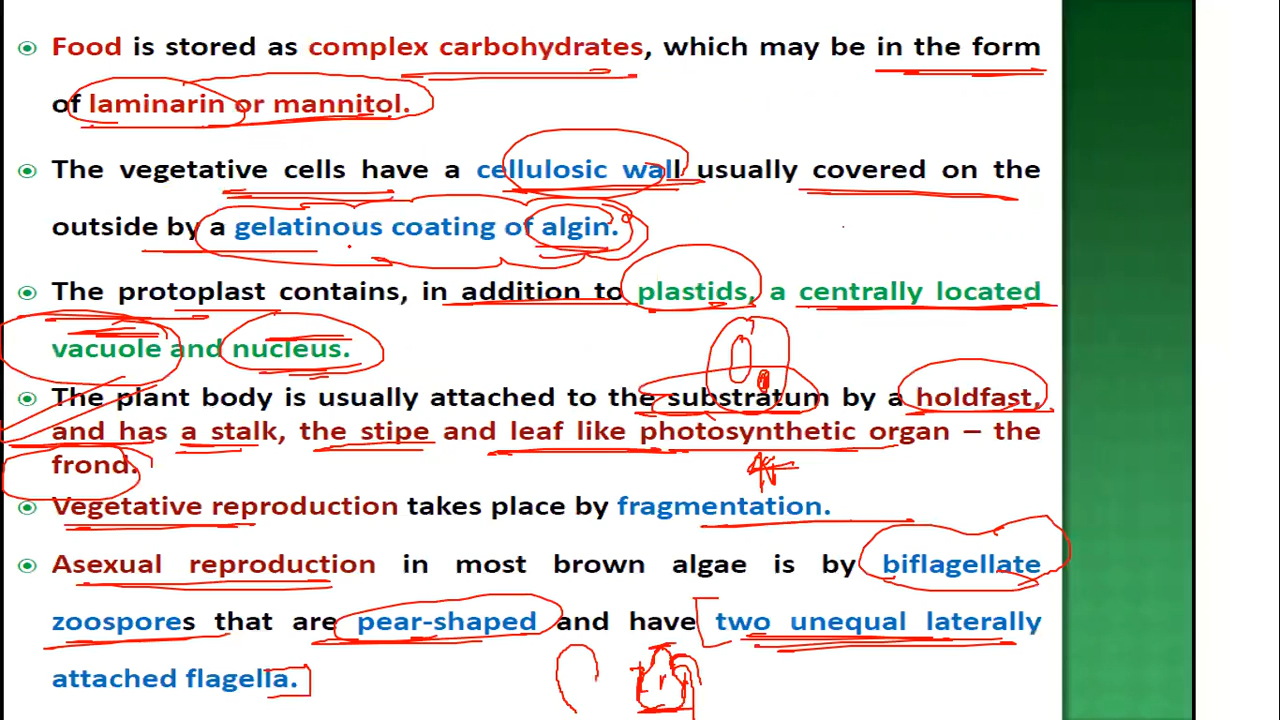 Food is stored as complex carbohydrates, which may be in the form
of laminarin or mannitol.
The vegetative cells have a cellulosic wall usually covered on the
outside by a gelatinous coating of algin.
The protoplast contains, in addition to plastids, a centrally located
vacuole and nucleus.
The plant body is usually attached to the substratum by a holdfast,
and has a stalk, the stipe and leaf like photosynthetic organ – the
frond.
Vegetative reproduction takes place by fragmentation.
Asexual reproduction in most brown algae is by biflagellate
zoospores that are pear-shaped and have two unequal laterally
attached flagella.